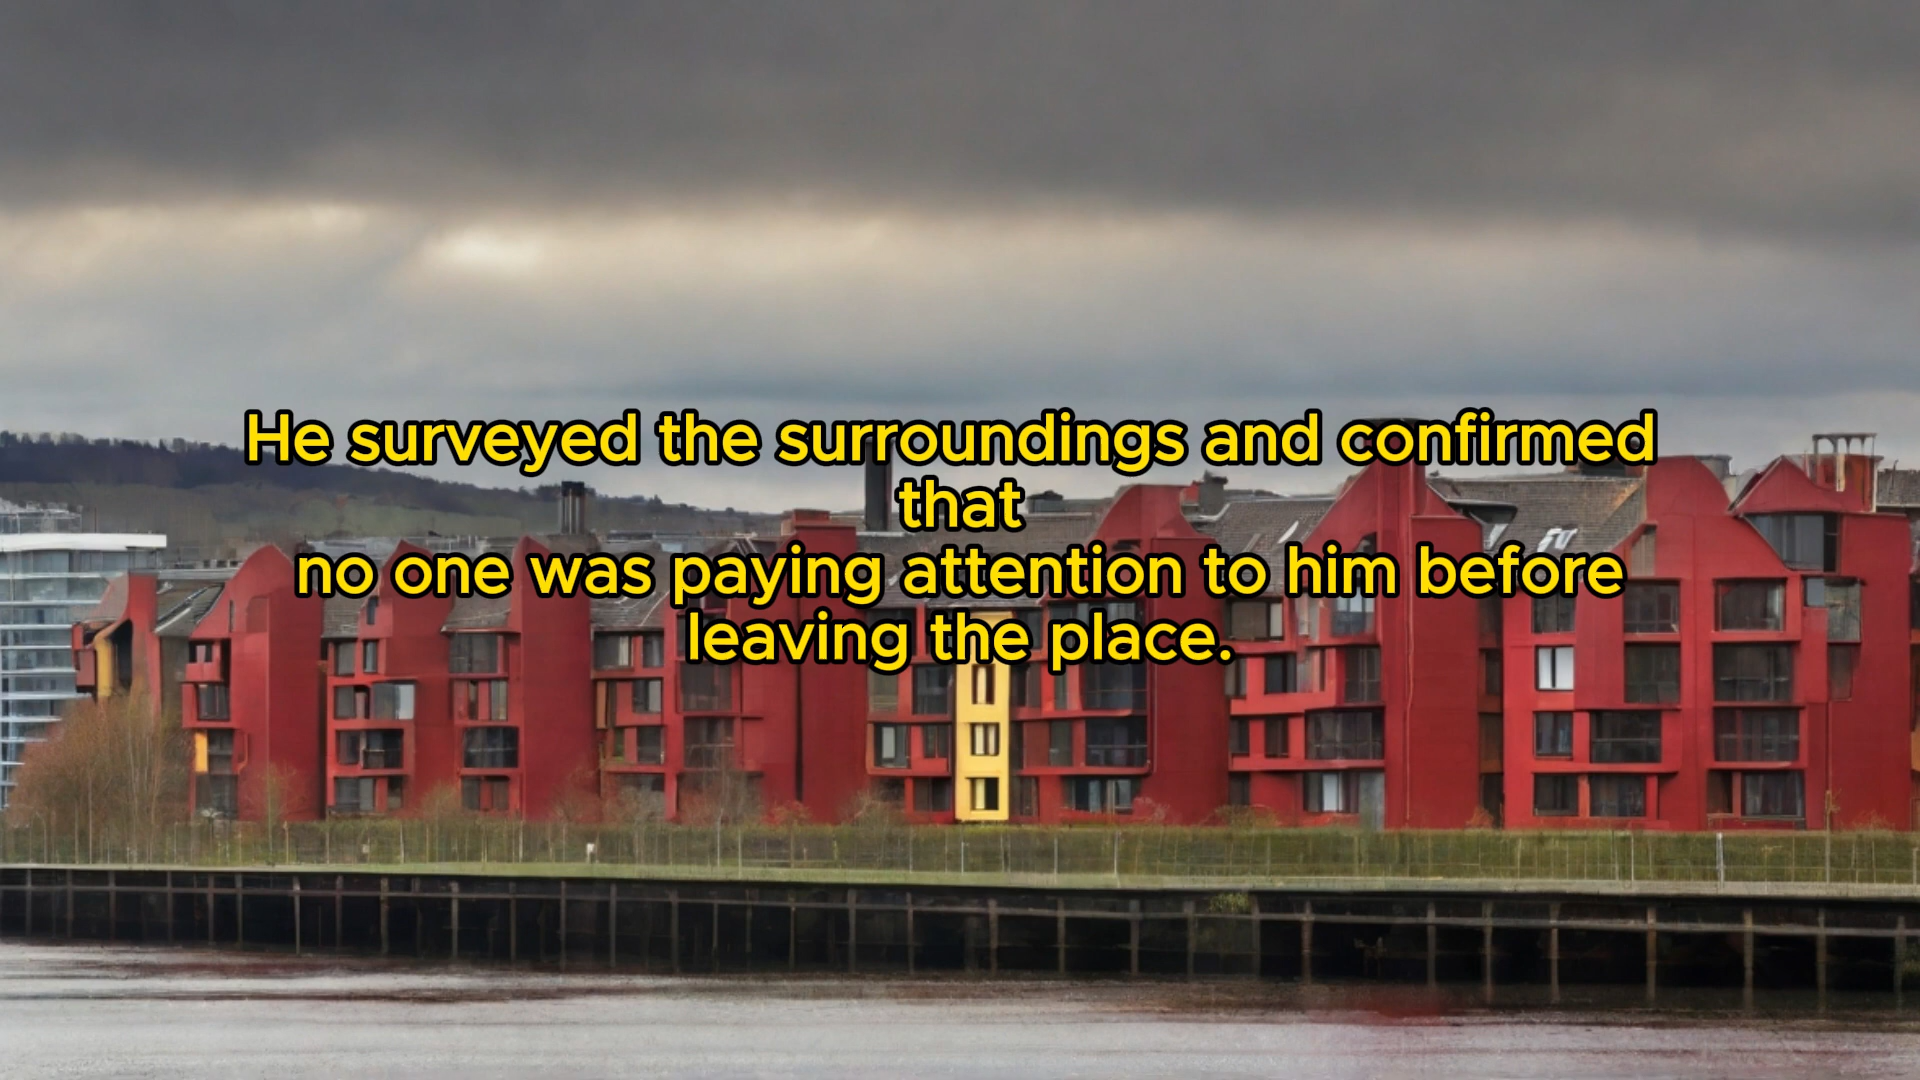 He surveyed the surroundings and confirmed
that
no one was paying attention to him before
leaving the place.